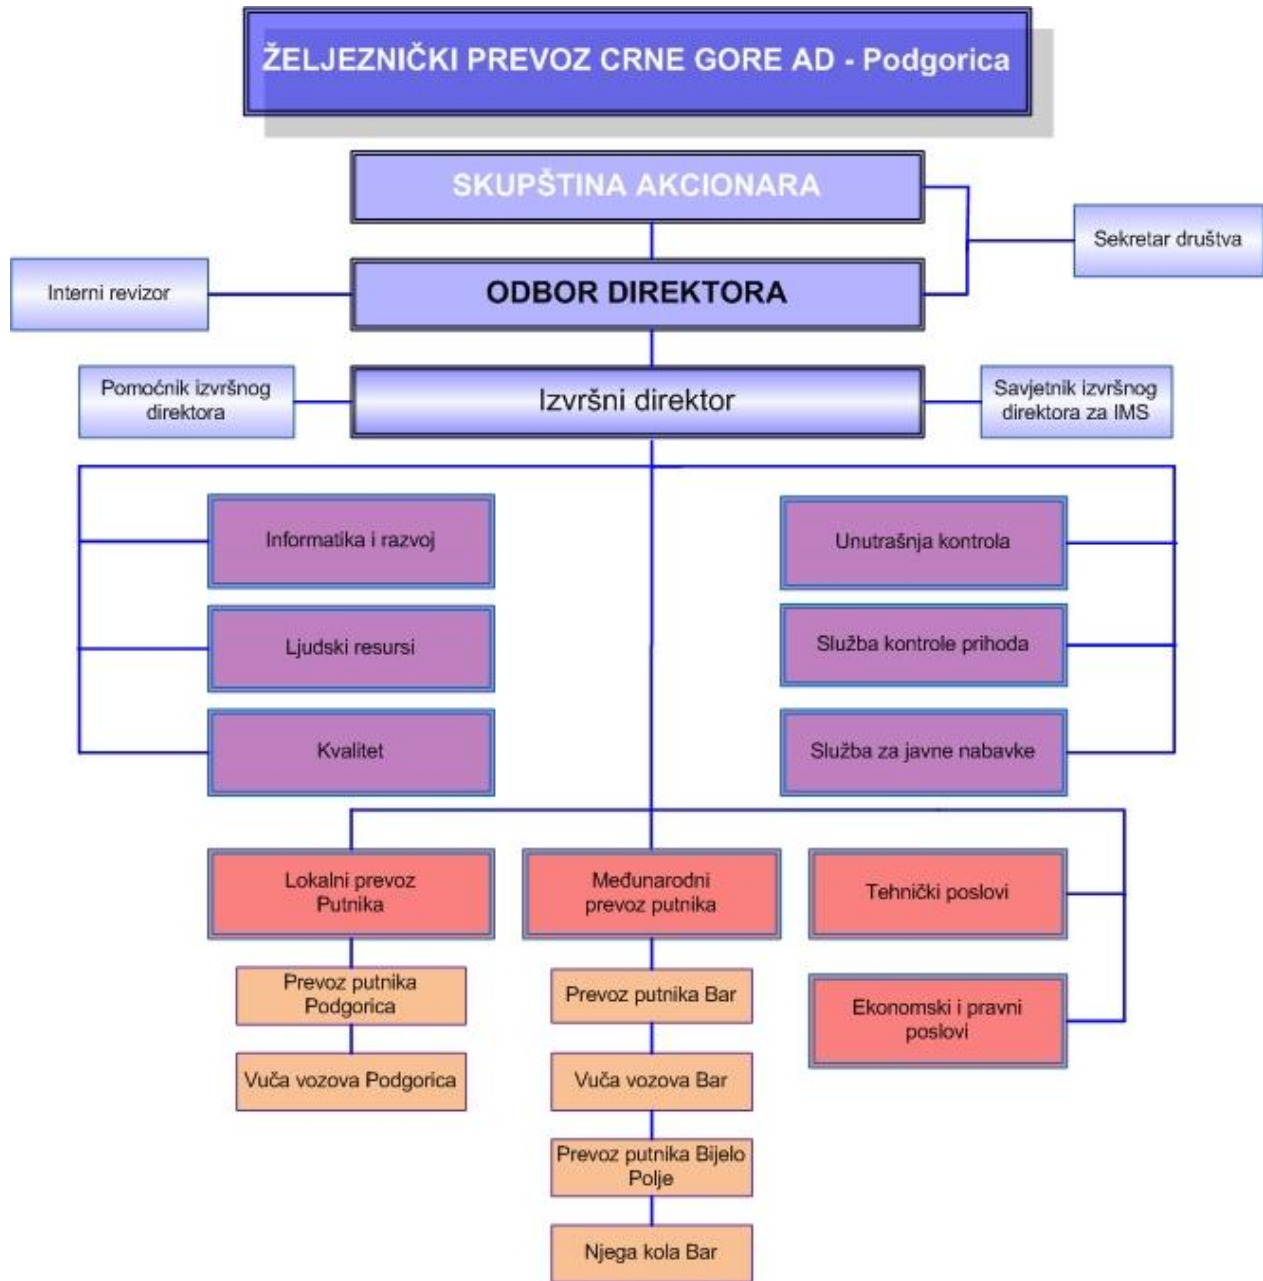 ŽELJEZNIČKI PREVOZ CRNE GORE AD - Podgorica
SKUPŠTINA AKCIONARA
Sekretar društva
Interni revizor
ODBOR DIREKTORA
Pomoćnik izvršnog
direktora
Izvršni direktor
Savjetnik izvršnog
direktora za IMS
Informatika i razvoj
Unutrašnja kontrola
Ljudski resursi
Služba kontrole prihoda
Kvalitet
Služba za javne nabavke
Lokalni prevoz
Putnika
Međunarodni
prevoz putnika
Tehnički poslovi
Prevoz putnika
Podgorica
Prevoz putnika Bar
Ekonomski i pravni
poslovi
Vuča vozova Podgorica
Vuča vozova Bar
Prevoz putnika Bijelo
Polje
Njega kola Bar